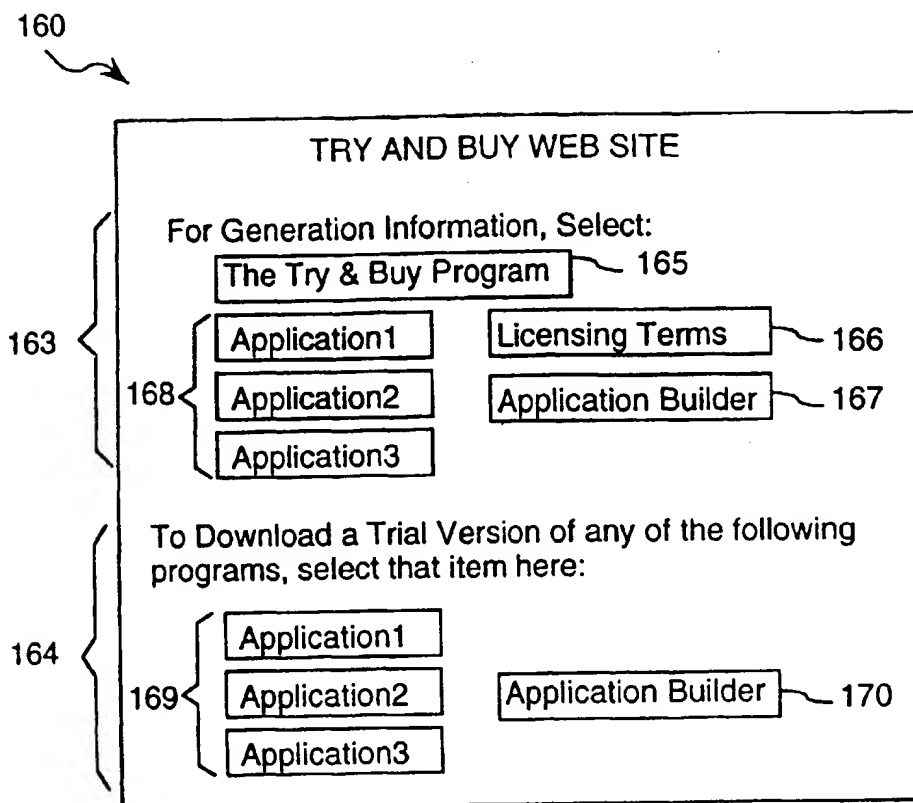 160
TRY AND BUY WEB SITE
For Generation Information, Select:
The Try & Buy Program 165
163
168
Application1 Licensing Terms 166
Application2 Application Builder 167
Application3
To Download a Trial Version of any of the following
programs, select that item here:
164
169
Application1
Application2 Application Builder 170
Application3